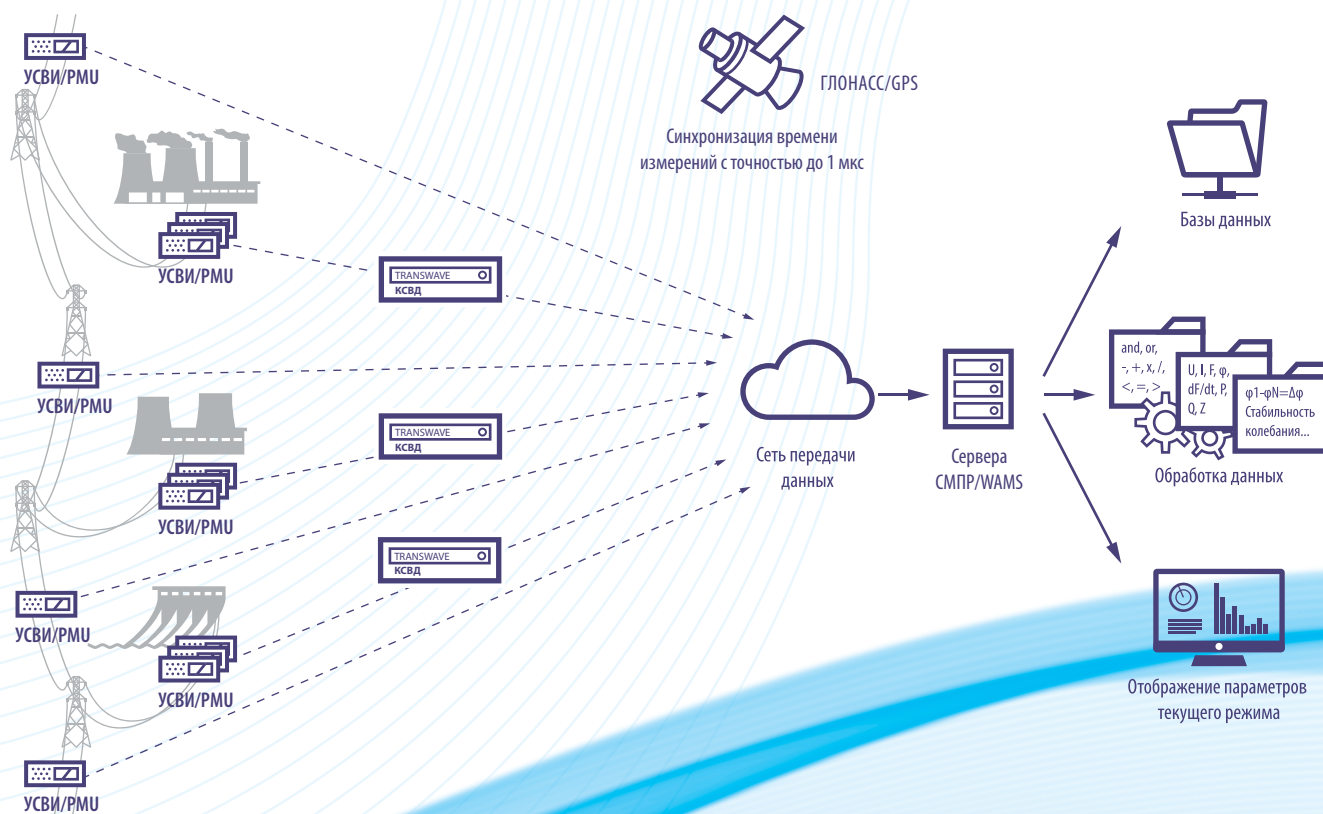 УСВИ/PMU
ГЛОНАСС/GPS
Синхронизация времени
измерений с точностью до 1 мкс
Базы данных
УСВИ/PMU
TRANSWAVE
КСВД
УСВИ/PMU
TRANSWAVE
КСВД
УСВИ/PMU
Сеть передачи
данных
Сервера
СМПР/WAMS
and, or,
-, +, x, /,
<, =, >
U, I, F, φ,
dF/dt, P,
Q, Z
φ1-φN=Δφ
Стабильность
колебания...
Обработка данных
TRANSWAVE
КСВД
УСВИ/PMU
УСВИ/PMU
Отображение параметров
текущего режима
УСВИ/PMU